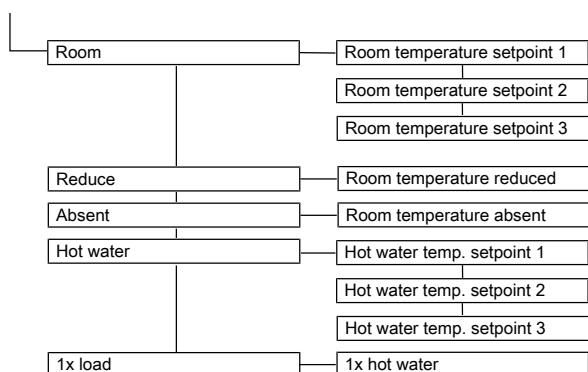 Room Room temperature setpoint 1
Room temperature setpoint 2
Room temperature setpoint 3
Reduce Room temperature reduced
Absent Room temperature absent
Hot water Hot water temp. setpoint 1
Hot water temp. setpoint 2
Hot water temp. setpoint 3
1x load 1x hot water